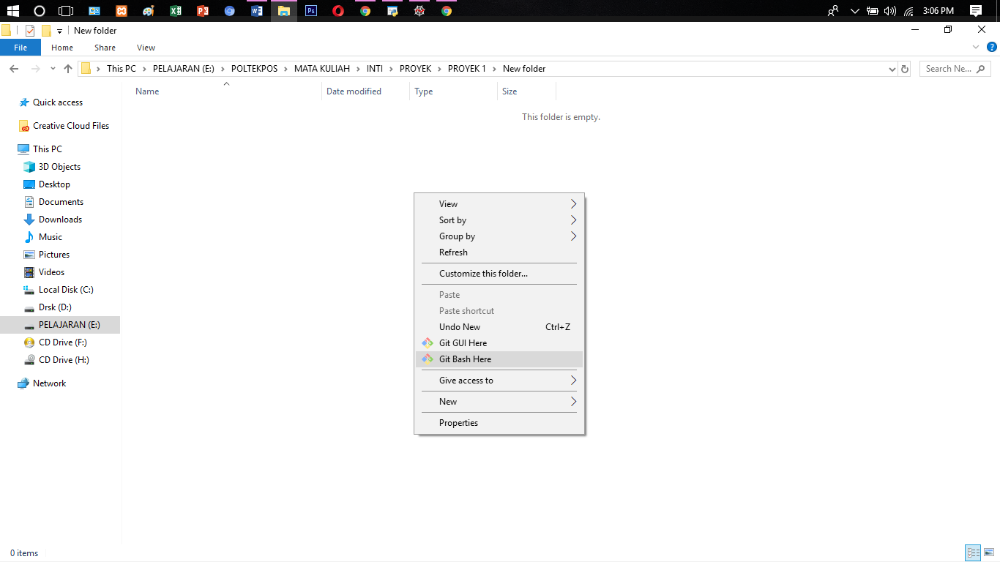 3:06 PM
New folder
File Home Share View
This PC > PELAJARAN (E:) > POLTEKPOS > MATA KULIAH > INTI > PROYEK > PROYEK 1 > New folder
Search Ne...
Name Date modified Type Size
This folder is empty.
Quick access
Creative Cloud Files
This PC
3D Objects
Desktop
Documents
Downloads
Music
Pictures
Videos
Local Disk (C:)
Drsk (D:)
PELAJARAN (E:)
CD Drive (F:)
CD Drive (H:)
Network
View
Sort by
Group by
Refresh
Customize this folder...
Paste
Paste shortcut
Undo New Ctrl+Z
Git GUI Here
Git Bash Here
Give access to
New
Properties
0 items